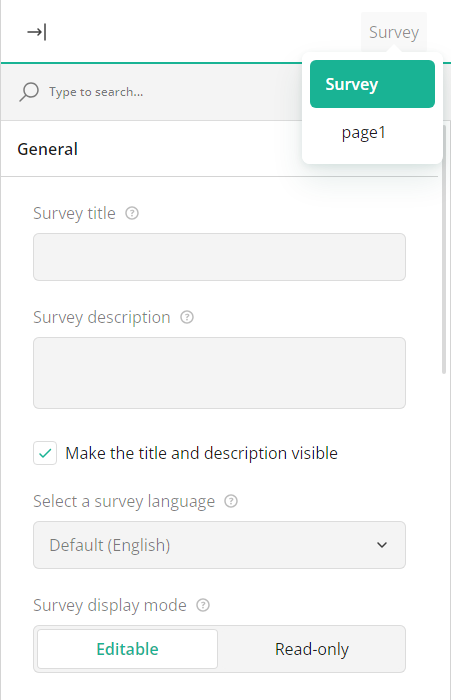 Survey
Survey
page1
Type to search...
General
Survey title
Survey description
Make the title and description visible
Select a survey language
Default (English)
Survey display mode
Editable
Read-only